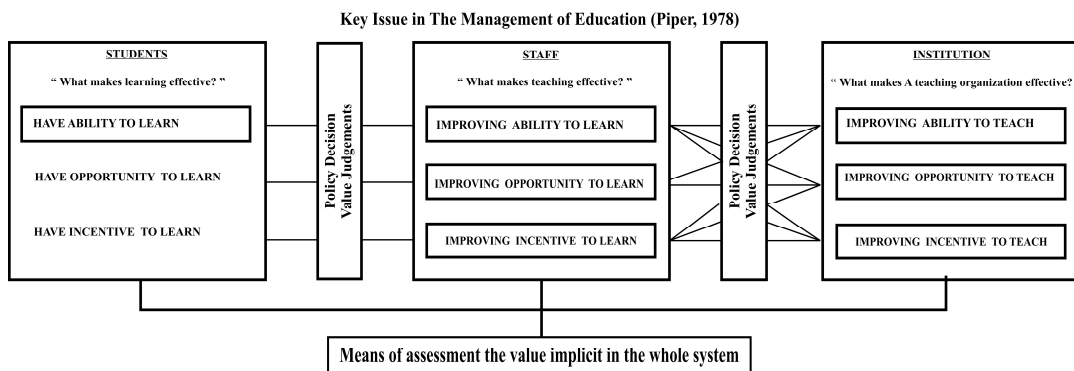 Key Issue in The Management of Education (Piper, 1978)
STUDENTS
“ What makes learning effective? ”
HAVE ABILITY TO LEARN
HAVE OPPORTUNITY TO LEARN
HAVE INCENTIVE TO LEARN
Policy Decision
Value Judgements
STAFF
“ What makes teaching effective? ”
IMPROVING ABILITY TO LEARN
IMPROVING OPPORTUNITY TO LEARN
IMPROVING INCENTIVE TO LEARN
Policy Decision
Value Judgements
INSTITUTION
“ What makes A teaching organization effective?
IMPROVING ABILITY TO TEACH
IMPROVING OPPORTUNITY TO TEACH
IMPROVING INCENTIVE TO TEACH
Means of assessment the value implicit in the whole system